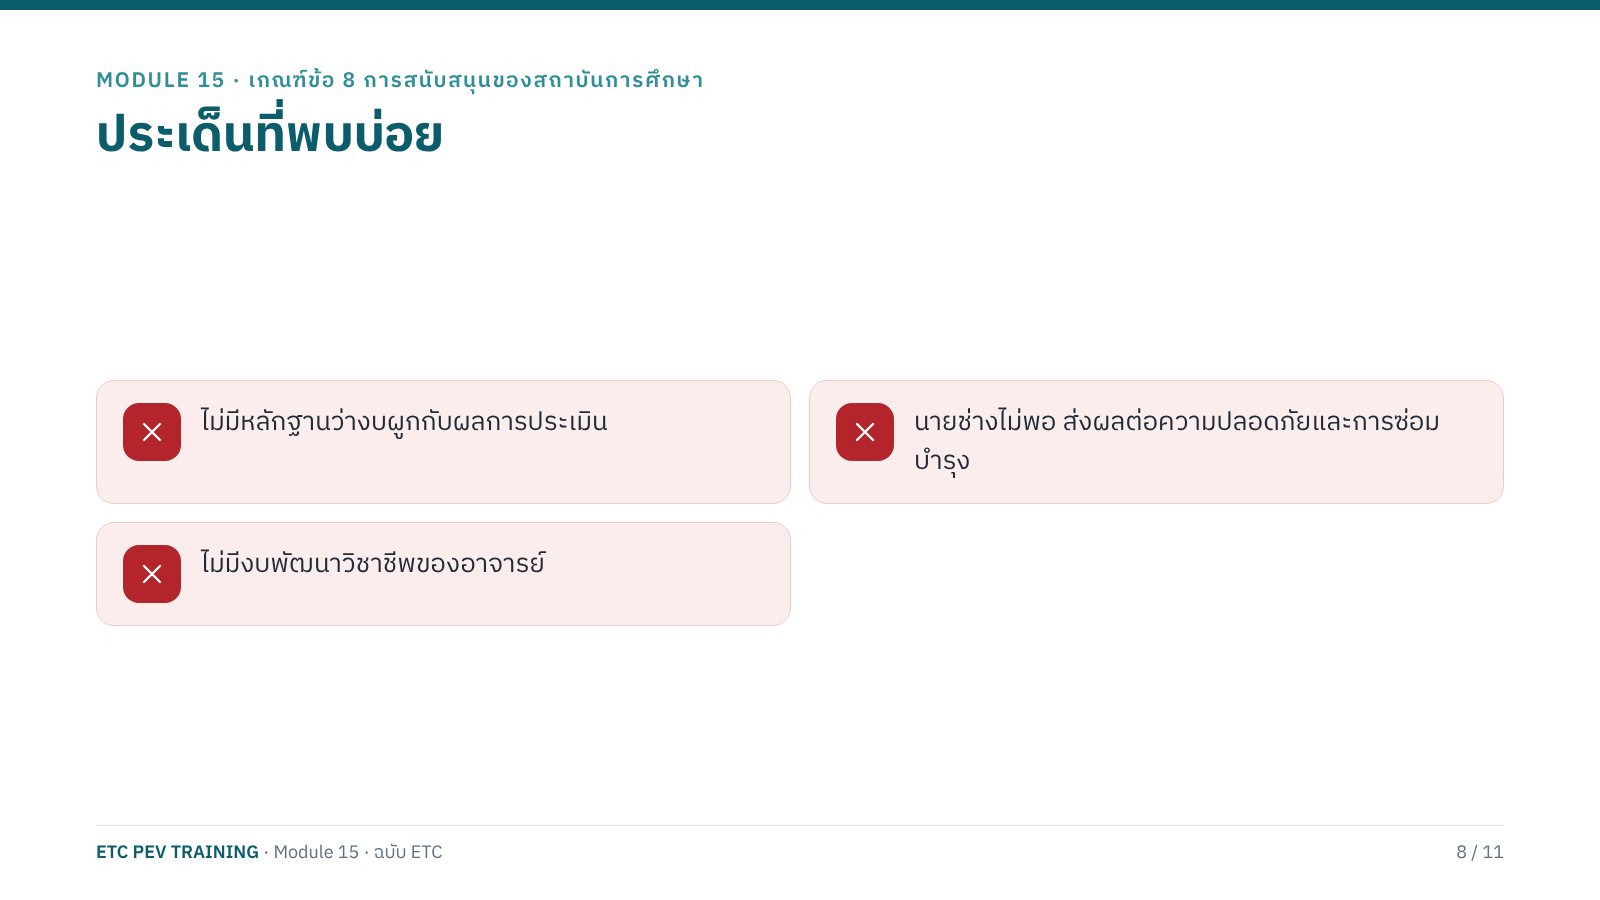 MODULE 15 · เกณฑ์ข้อ 8 การสนับสนุนของสถาบันการศึกษา
ประเด็นที่พบบ่อย
ไม่มีหลักฐานว่างบผูกกับผลการประเมิน
นายช่างไม่พอ ส่งผลต่อความปลอดภัยและการซ่อม
บำรุง
ไม่มีงบพัฒนาวิชาชีพของอาจารย์
ETC PEV TRAINING · Module 15 · ฉบับ ETC
8 / 11